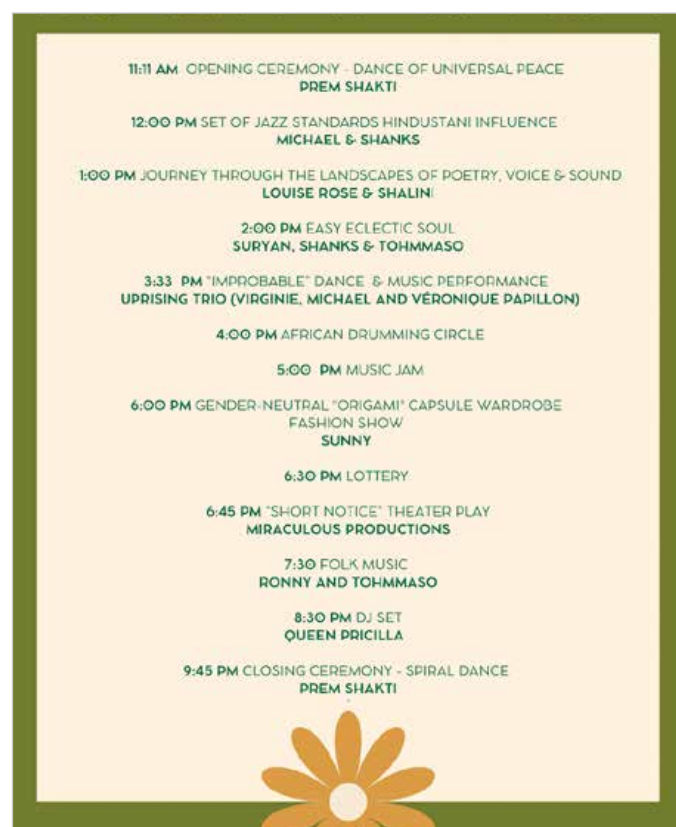 11:11 AM OPENING CEREMONY - DANCE OF UNIVERSAL PEACE
PREM SHAKTI
12:00 PM SET OF JAZZ STANDARDS HINDUSTANI INFLUENCE
MICHAEL & SHANKS
1:00 PM JOURNEY THROUGH THE LANDSCAPES OF POETRY, VOICE & SOUND
LOUISE ROSE & SHALINI
2:00 PM EASY ECLECTIC SOUL
SURYAN, SHANKS & TOHMMASO
3:33 PM "IMPROBABLE" DANCE & MUSIC PERFORMANCE
UPRISING TRIO (VIRGINIE, MICHAEL AND VÉRONIQUE PAPILLON)
4:00 PM AFRICAN DRUMMING CIRCLE
5:00 PM MUSIC JAM
6:00 PM GENDER-NEUTRAL "ORIGAMI" CAPSULE WARDROBE
FASHION SHOW
SUNNY
6:30 PM LOTTERY
6:45 PM "SHORT NOTICE" THEATER PLAY
MIRACULOUS PRODUCTIONS
7:30 FOLK MUSIC
RONNY AND TOHMMASO
8:30 PM DJ SET
QUEEN PRICILLA
9:45 PM CLOSING CEREMONY - SPIRAL DANCE
PREM SHAKTI